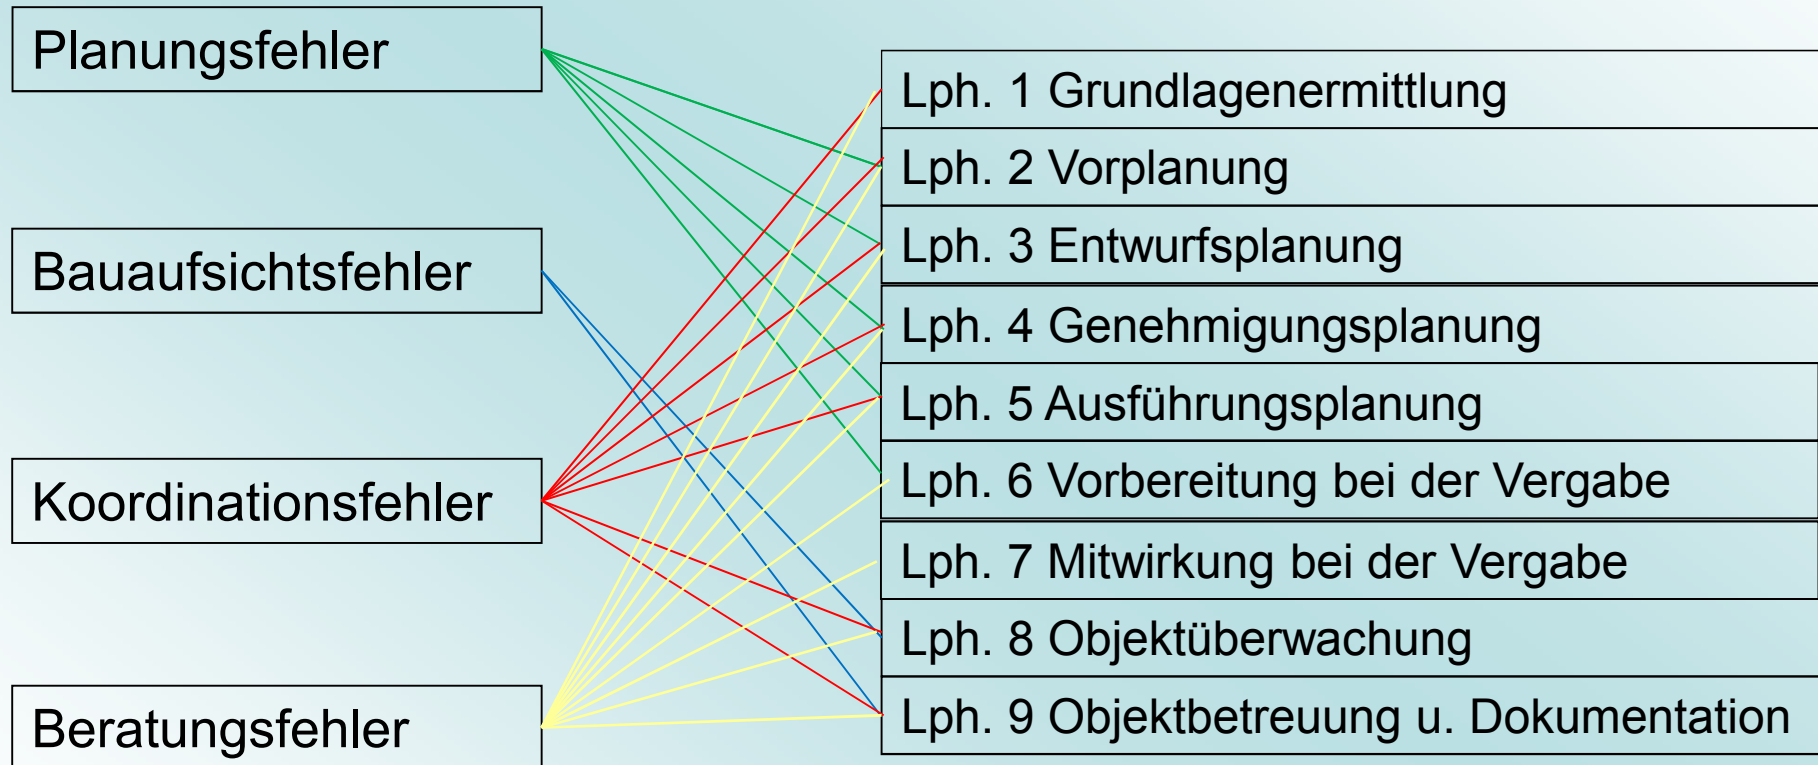 Planungsfehler
Bauaufsichtsfehler
Koordinationsfehler
Beratungsfehler
Lph. 1 Grundlagenermittlung
Lph. 2 Vorplanung
Lph. 3 Entwurfsplanung
Lph. 4 Genehmigungsplanung
Lph. 5 Ausführungsplanung
Lph. 6 Vorbereitung bei der Vergabe
Lph. 7 Mitwirkung bei der Vergabe
Lph. 8 Objektüberwachung
Lph. 9 Objektbetreuung u. Dokumentation